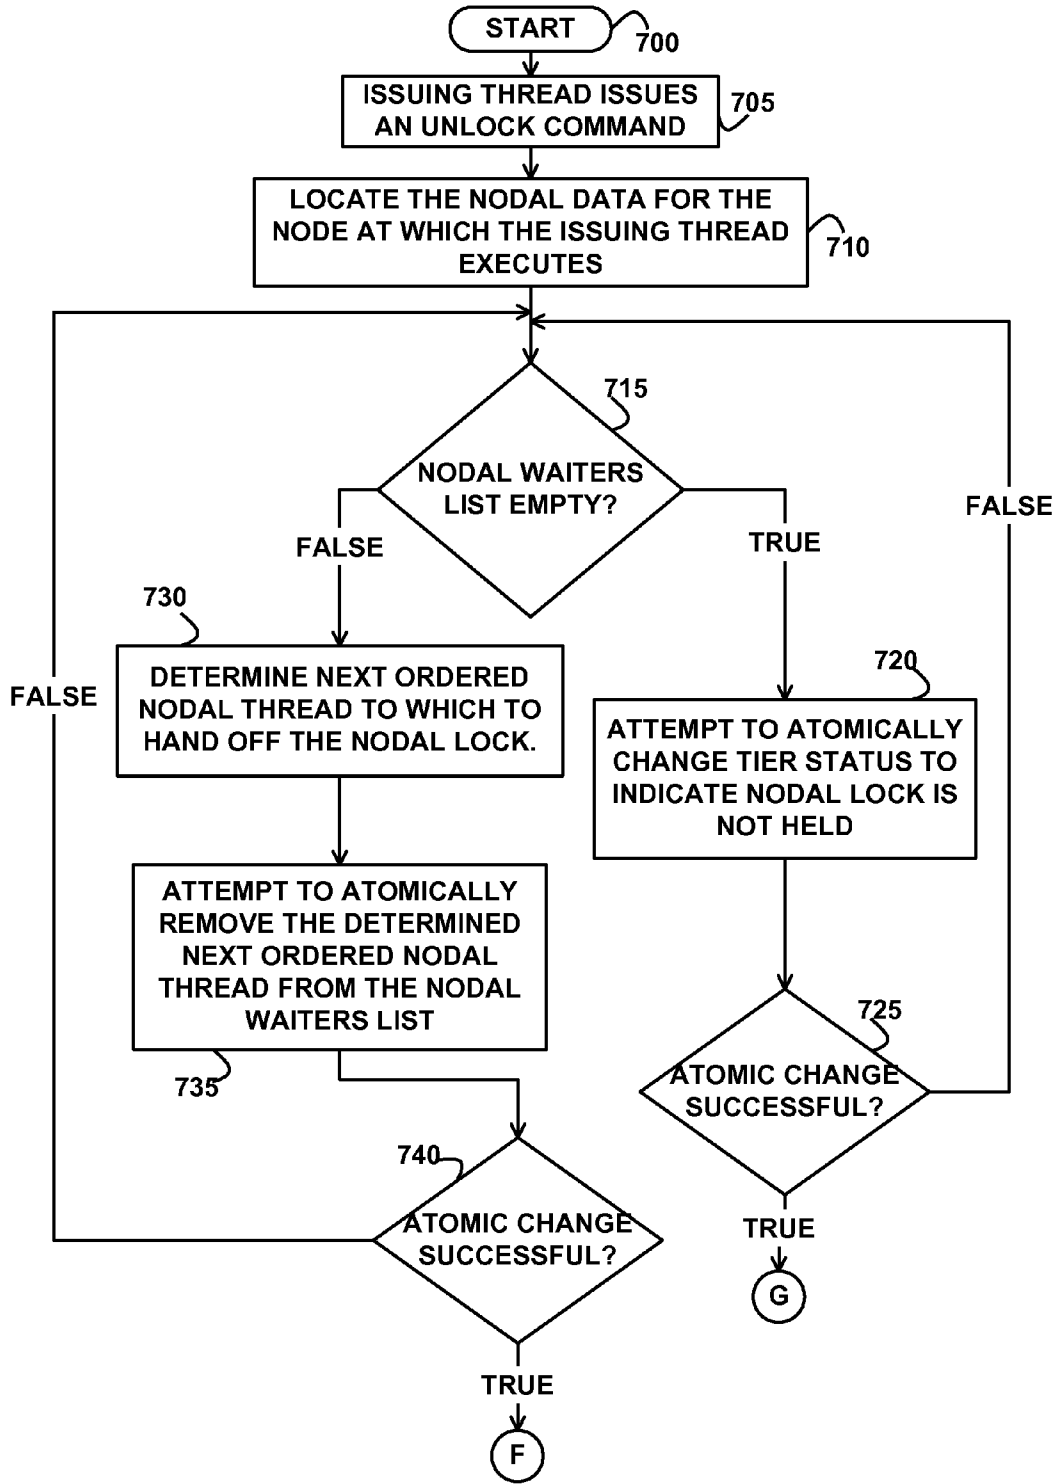 START
700
ISSUING THREAD ISSUES
AN UNLOCK COMMAND
705
LOCATE THE NODAL DATA FOR THE
NODE AT WHICH THE ISSUING THREAD
EXECUTES
710
715
NODAL WAITERS
LIST EMPTY?
FALSE
TRUE
FALSE
730
DETERMINE NEXT ORDERED
NODAL THREAD TO WHICH TO
HAND OFF THE NODAL LOCK.
FALSE
720
ATTEMPT TO ATOMICALLY
CHANGE TIER STATUS TO
INDICATE NODAL LOCK IS
NOT HELD
ATTEMPT TO ATOMICALLY
REMOVE THE DETERMINED
NEXT ORDERED NODAL
THREAD FROM THE NODAL
WAITERS LIST
735
725
ATOMIC CHANGE
SUCCESSFUL?
TRUE
G
740
ATOMIC CHANGE
SUCCESSFUL?
TRUE
F